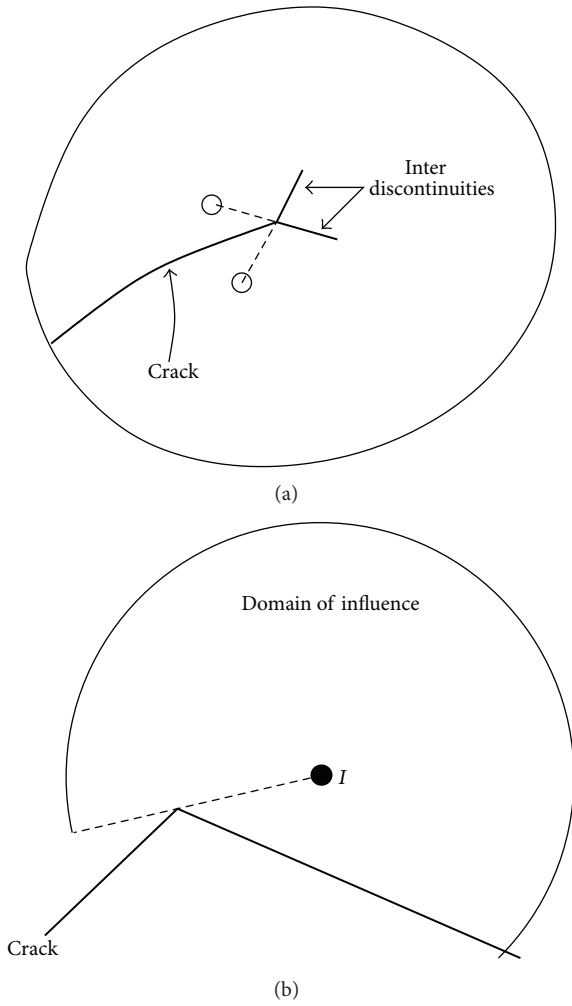 Inter
discontinuities
Crack
(a)
Domain of influence
I
Crack
(b)